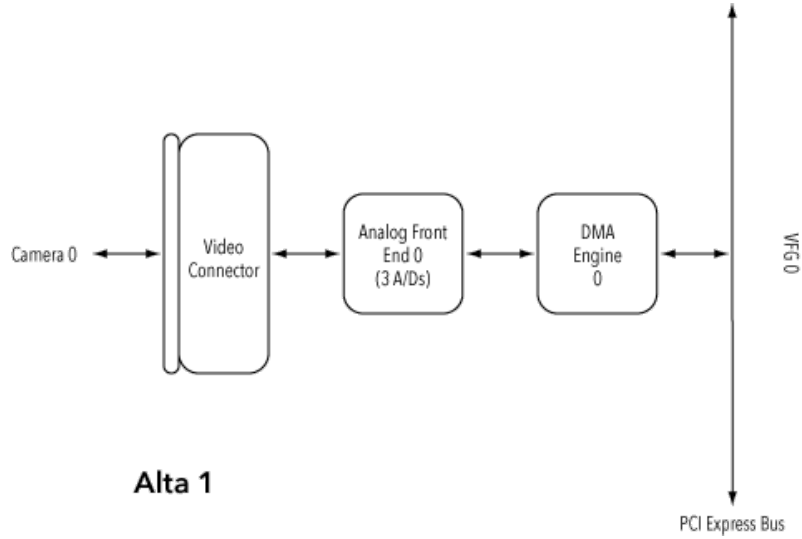 Camera 0
Video
Connector
Analog Front
End 0
(3 A/Ds)
DMA
Engine
0
VFG 0
Alta 1
PCI Express Bus